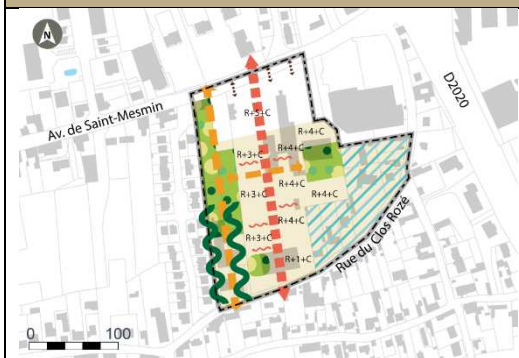 N
D2020
Av. de Saint-Mesmin
R+5+C
R+4+C
R+3+C R+4+C
R+3+C R+4+C R+4+C
R+4+C
R+3+C
R+1+C
Rue du Clos Rozé
0 100